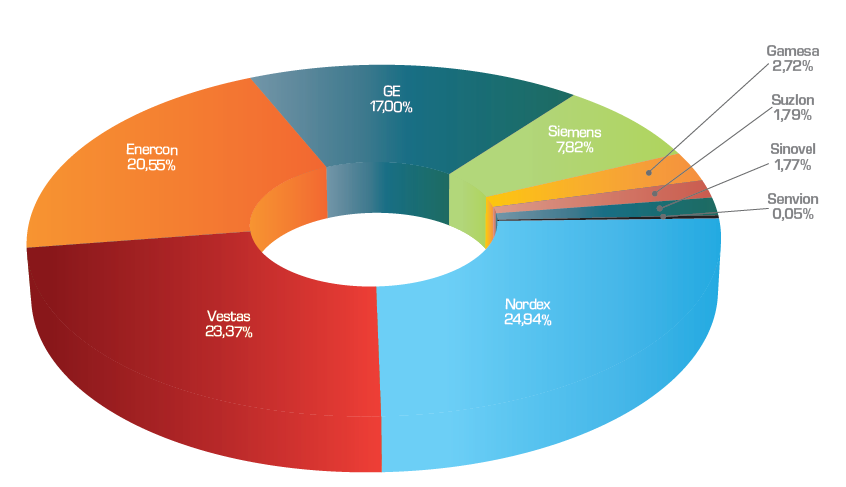 Gamesa
2,72%
GE
17,00%
Suzlon
1,79%
Siemens
7,82%
Enercon
20,55%
Sinovel
1,77%
Senvion
0,05%
Nordex
24,94%
Vestas
23,37%